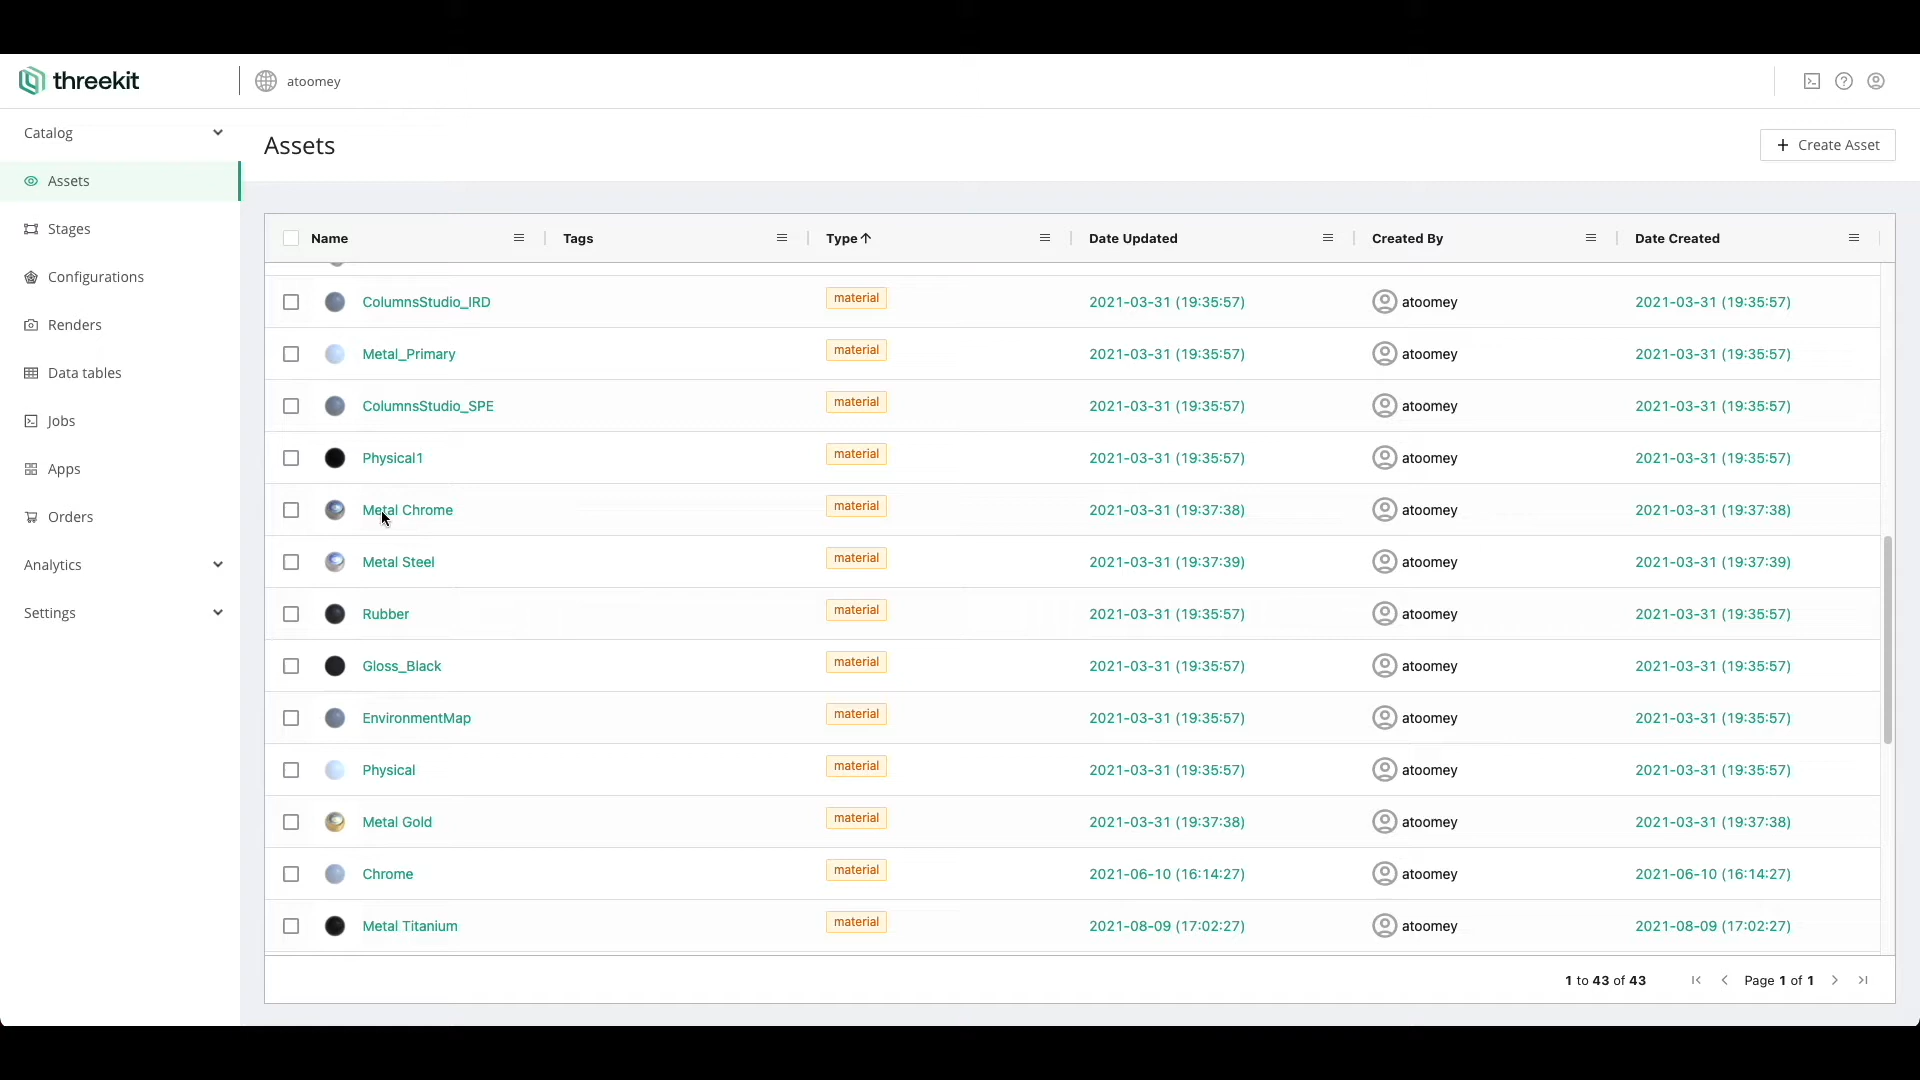 threekit
atoomey
Catalog
Assets
Stages
Configurations
Renders
Data tables
Jobs
Apps
Orders
Analytics
Settings
Assets
+ Create Asset
Name Tags Type Date Updated Created By Date Created
ColumnsStudio_IRD material 2021-03-31 (19:35:57) atoomey 2021-03-31 (19:35:57)
Metal_Primary material 2021-03-31 (19:35:57) atoomey 2021-03-31 (19:35:57)
ColumnsStudio_SPE material 2021-03-31 (19:35:57) atoomey 2021-03-31 (19:35:57)
Physical1 material 2021-03-31 (19:35:57) atoomey 2021-03-31 (19:35:57)
Metal Chrome material 2021-03-31 (19:37:38) atoomey 2021-03-31 (19:37:38)
Metal Steel material 2021-03-31 (19:37:39) atoomey 2021-03-31 (19:37:39)
Rubber material 2021-03-31 (19:35:57) atoomey 2021-03-31 (19:35:57)
Gloss_Black material 2021-03-31 (19:35:57) atoomey 2021-03-31 (19:35:57)
EnvironmentMap material 2021-03-31 (19:35:57) atoomey 2021-03-31 (19:35:57)
Physical material 2021-03-31 (19:35:57) atoomey 2021-03-31 (19:35:57)
Metal Gold material 2021-03-31 (19:37:38) atoomey 2021-03-31 (19:37:38)
Chrome material 2021-06-10 (16:14:27) atoomey 2021-06-10 (16:14:27)
Metal Titanium material 2021-08-09 (17:02:27) atoomey 2021-08-09 (17:02:27)
1 to 43 of 43 Page 1 of 1